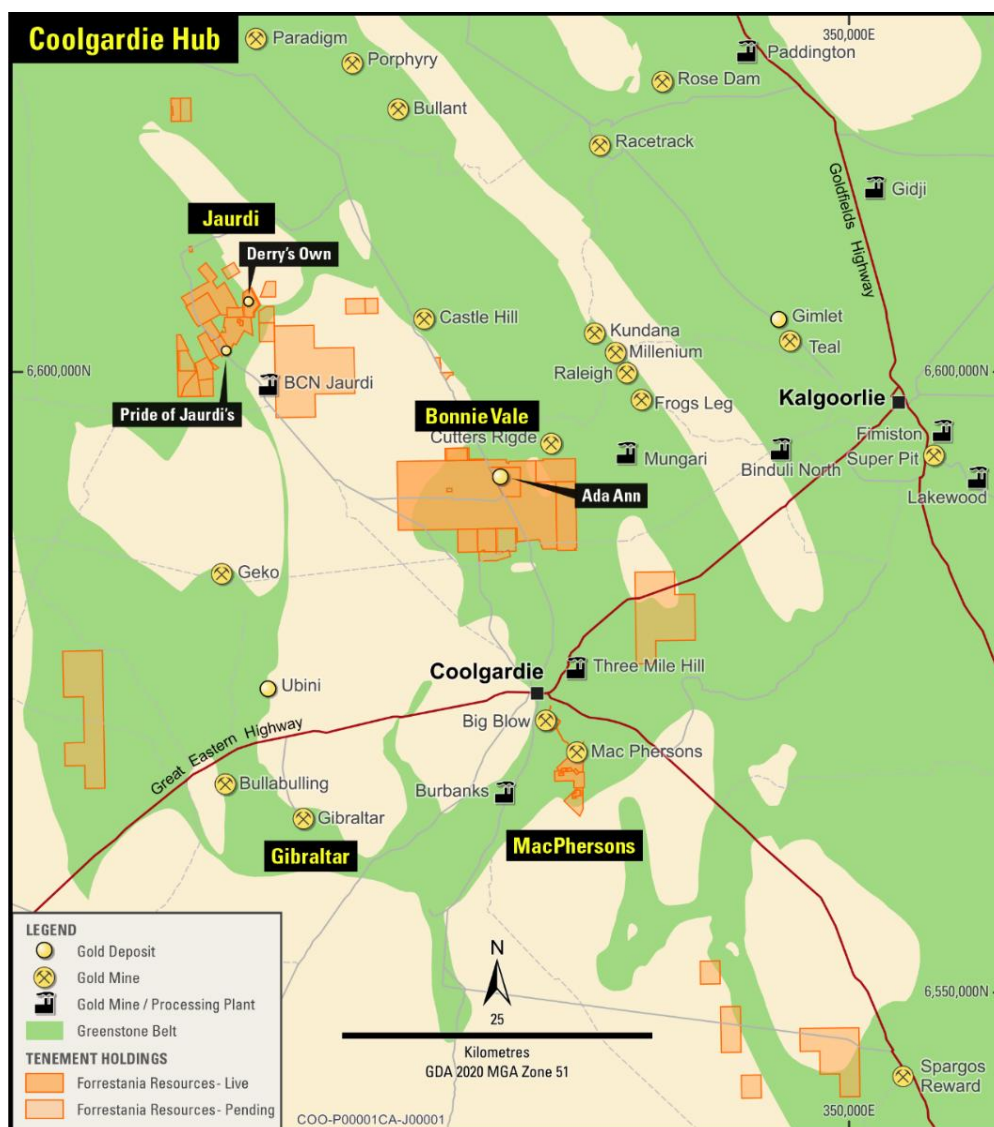 Coolgardie Hub
350,000E
Paradigm
Porphyry
Paddington
Rose Dam
Bullant
Racetrack
Goldfields Highway
Gidji
Jaurdi
Derry's Own
Castle Hill
Gimlet
Kundana
Teal
Millenium
6,600,000N
Raleigh
6,600,000N
BCN Jaurdi
Kalgoorlie
Pride of Jaurdi's
Bonnie Vale
Frogs Leg
Cutters Rigde
Fimiston
Mungari
Binduli North
Super Pit
Ada Ann
Lakewood
Geko
Three Mile Hill
Coolgardie
Ubini
Big Blow
Great Eastern Highway
Mac Phersons
Bullabulling
Burbanks
Gibraltar
Gibraltar
MacPhersons
LEGEND
Gold Deposit
Gold Mine
Gold Mine / Processing Plant
Greenstone Belt
TENEMENT HOLDINGS
Forrestania Resources - Live
Forrestania Resources - Pending
N
25
Kilometres
GDA 2020 MGA Zone 51
6,550,000N
Spargos
Reward
350,000E
COO-P00001CA-J00001